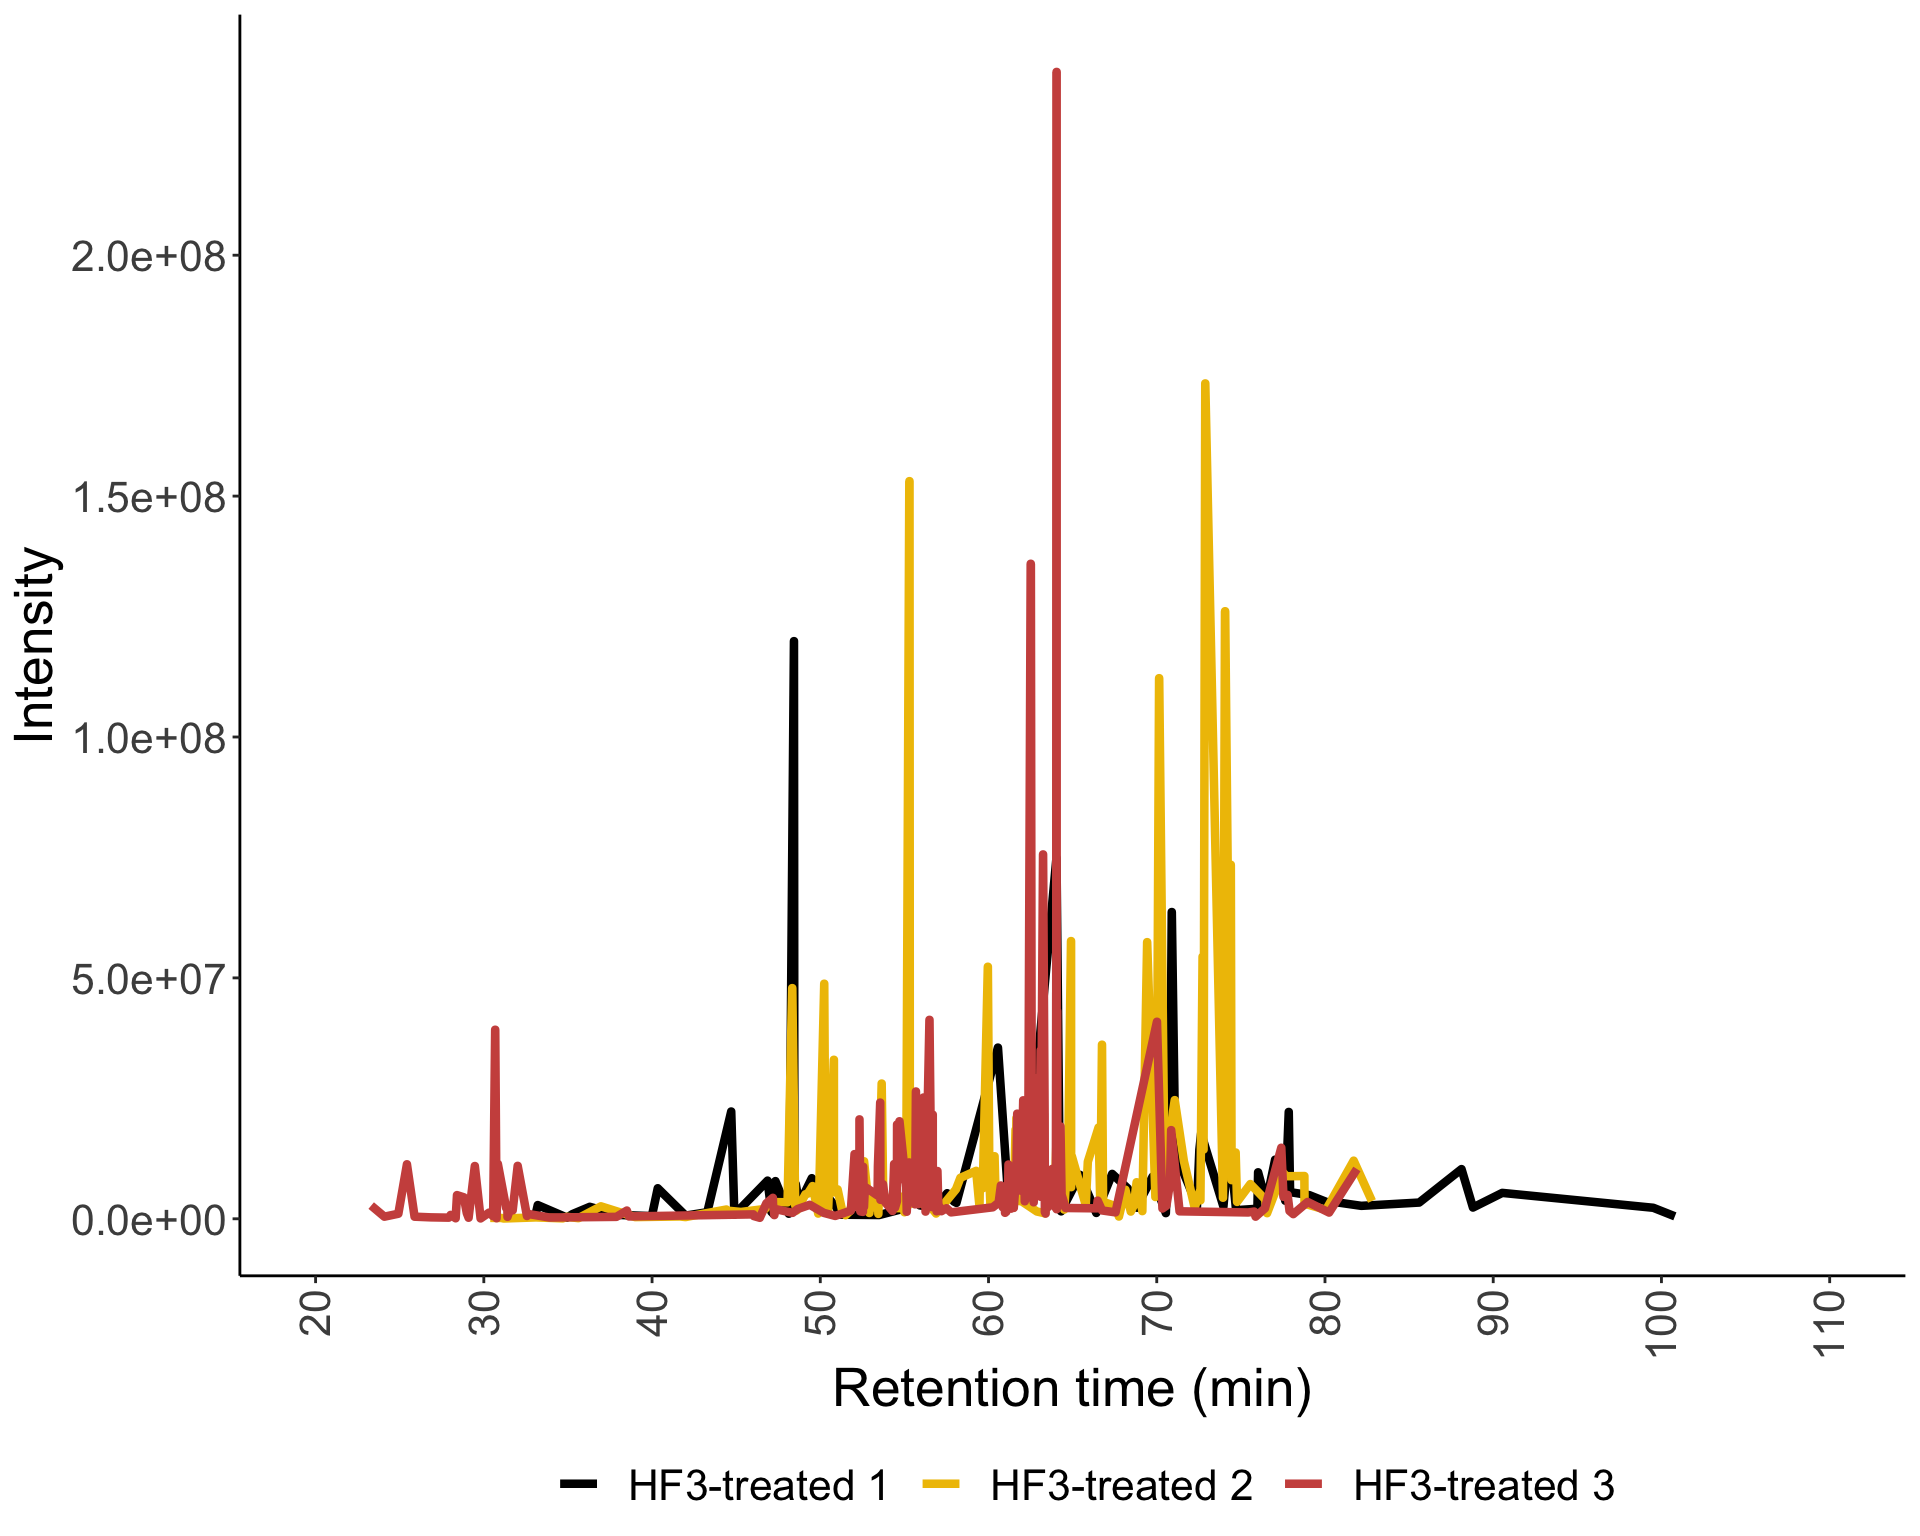 Intensity
2.0e+08
1.5e+08
1.0e+08
5.0e+07
0.0e+00
20 30 40 50 60 70 80 90 100 110
Retention time (min)
HF3-treated 1 HF3-treated 2 HF3-treated 3